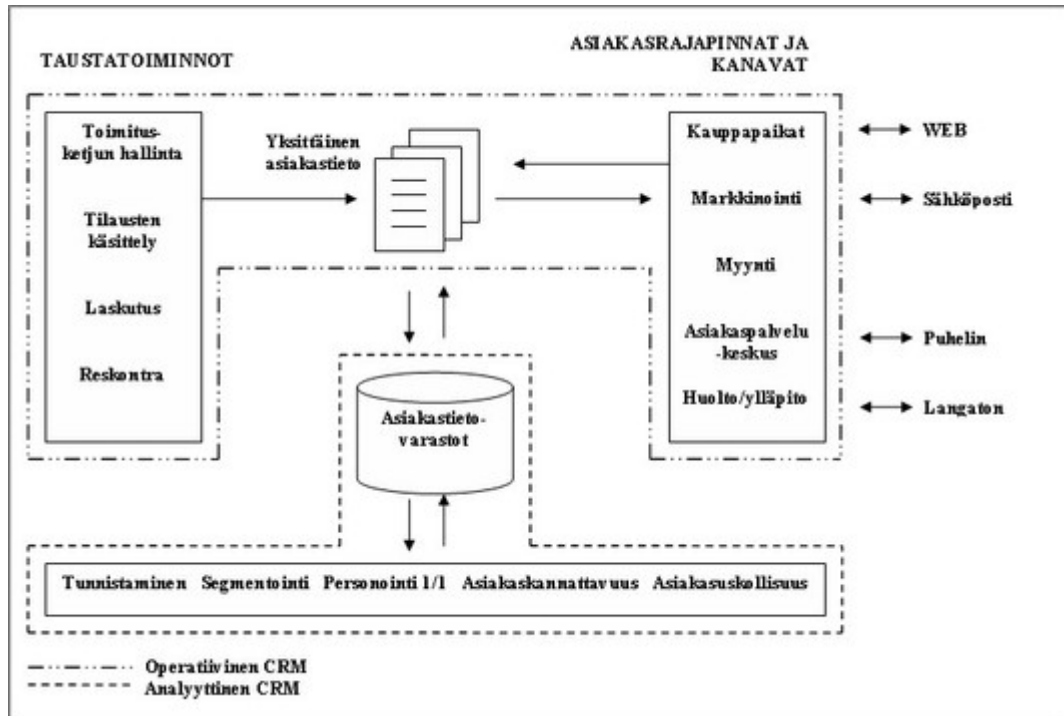 TAUSTATOIMINNOT
ASIAKASRAJAPINNAT JA
KANAVAT
Toimitus-
ketjun hallinta
Tilausten
käsittely
Laskutus
Reskontra
Yksittäinen
asiakastieto
Kauppapaikat
Markkinointi
Myynti
Asiakaspalvelu
-keskus
Huolto/ylläpito
WEB
Sähköposti
Puhelin
Langaton
Asiakastieto-
varastot
Tunnistaminen Segmentointi Personointi 1/1 Asiakaskannattavuus Asiakasuskollisuus
Operatiivinen CRM
Analyyttinen CRM